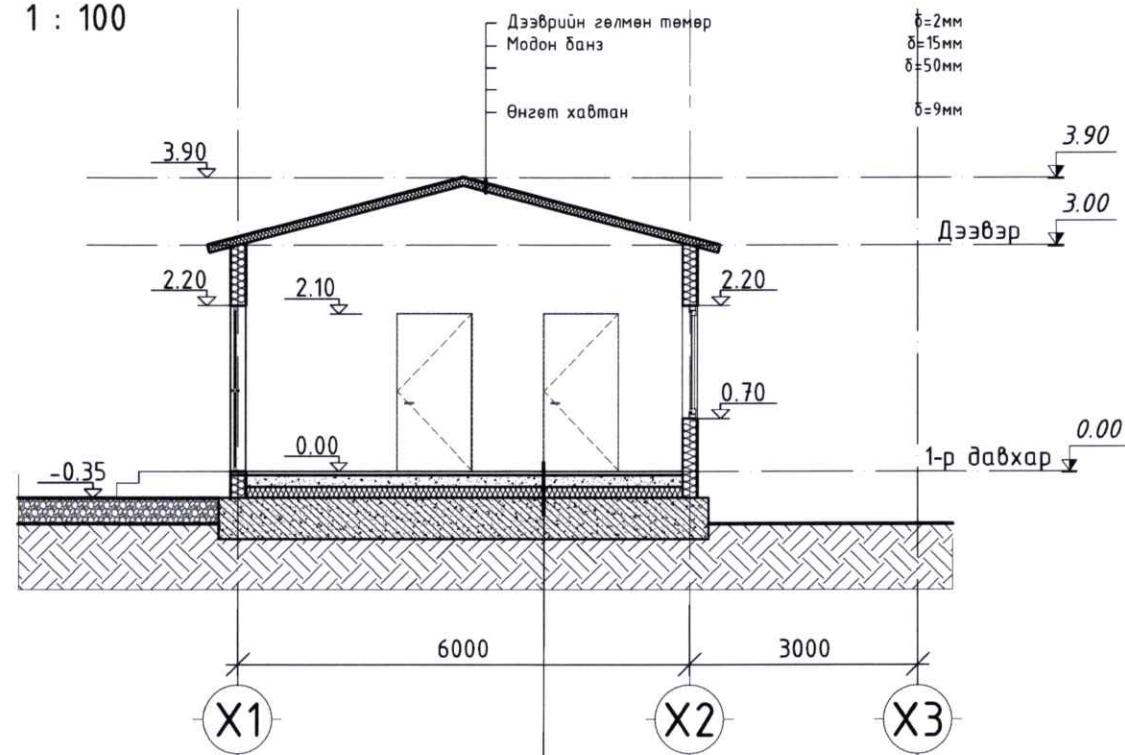 1 : 100
Дээврийн гөлмөн төмөр δ=2мм
Модон банз δ=15мм
δ=50мм
Өнгөт хавтан δ=9мм
3.90 3.90
3.00
Дээвэр
2.20 2.10 2.20
0.70
0.00 0.00
1-р давхар
-0.35
6000 3000
X1 X2 X3